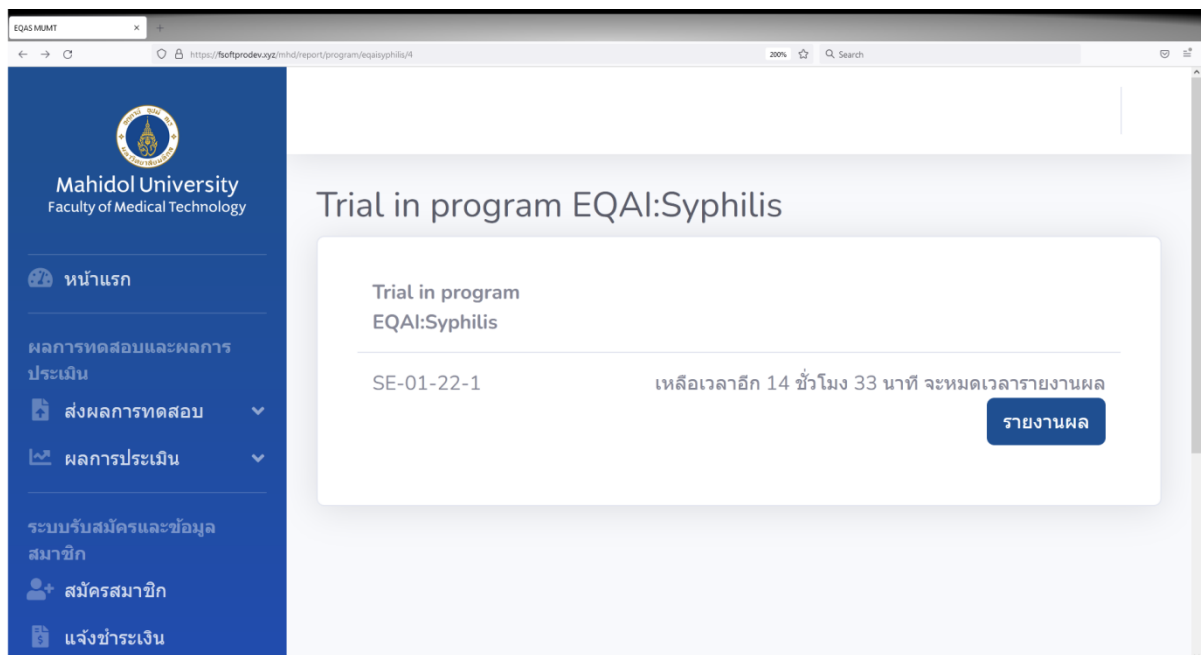 EQAS MUMT
https://fsoftprodev.xyz/mhd/report/program/eqaisyphilis/4
200%
Search
Mahidol University
Faculty of Medical Technology
หน้าแรก
ผลการทดสอบและผลการ
ประเมิน
ส่งผลการทดสอบ
ผลการประเมิน
ระบบรับสมัครและข้อมูล
สมาชิก
สมัครสมาชิก
แจ้งชำระเงิน
Trial in program EQAI:Syphilis
Trial in program
EQAI:Syphilis
SE-01-22-1
เหลือเวลาอีก 14 ชั่วโมง 33 นาที จะหมดเวลารายงานผล
รายงานผล